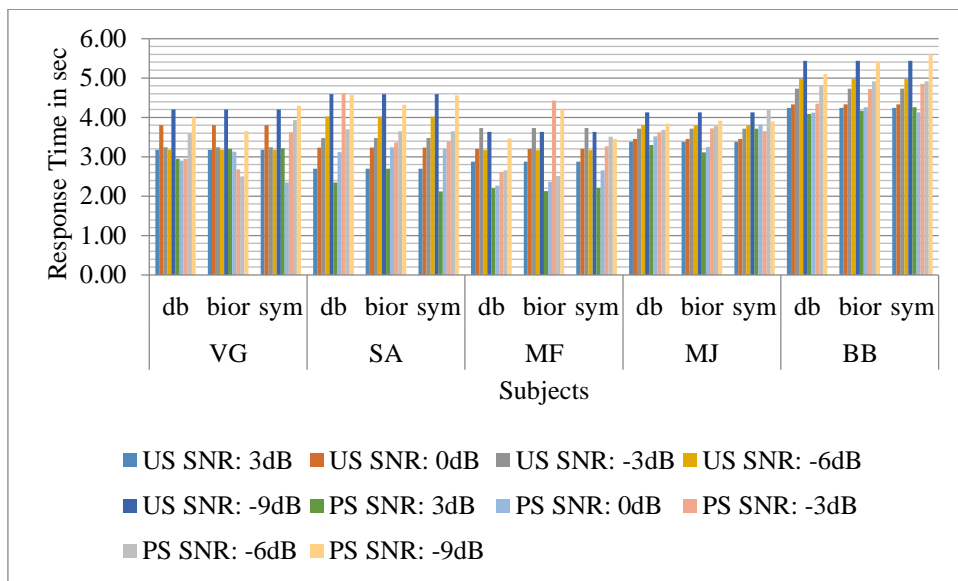 Response Time in sec
6.00
5.00
4.00
3.00
2.00
1.00
0.00
db bior sym db bior sym db bior sym db bior sym db bior sym
VG SA MF MJ BB
Subjects
US SNR: 3dB US SNR: 0dB US SNR: -3dB US SNR: -6dB
US SNR: -9dB PS SNR: 3dB PS SNR: 0dB PS SNR: -3dB
PS SNR: -6dB PS SNR: -9dB